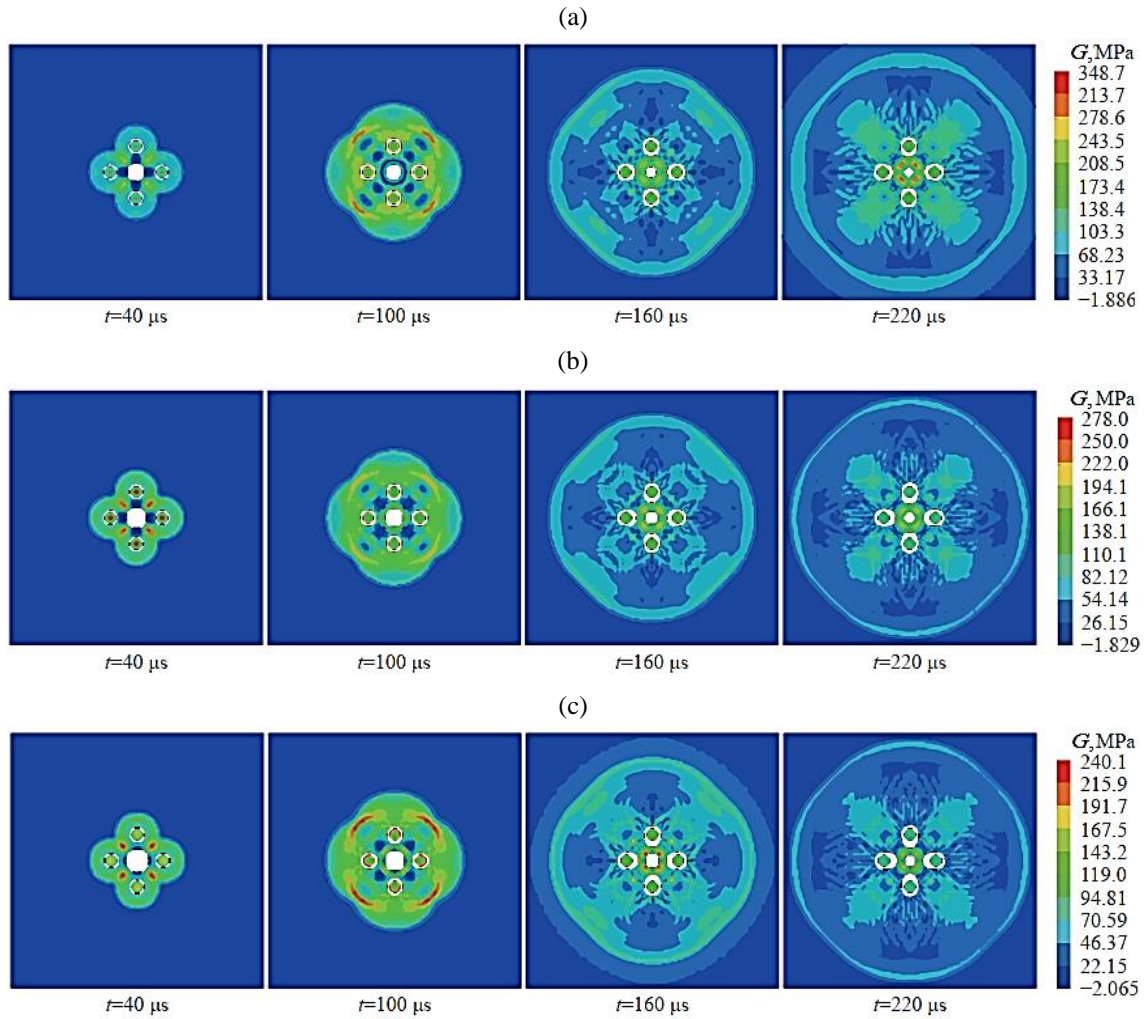 (a)
G,MPa
348.7
213.7
278.6
243.5
208.5
173.4
138.4
103.3
68.23
33.17
−1.886
t=40 μs
t=100 μs
t=160 μs
t=220 μs
(b)
G,MPa
278.0
250.0
222.0
194.1
166.1
138.1
110.1
82.12
54.14
26.15
−1.829
t=40 μs
t=100 μs
t=160 μs
t=220 μs
(c)
G,MPa
240.1
215.9
191.7
167.5
143.2
119.0
94.81
70.59
46.37
22.15
−2.065
t=40 μs
t=100 μs
t=160 μs
t=220 μs